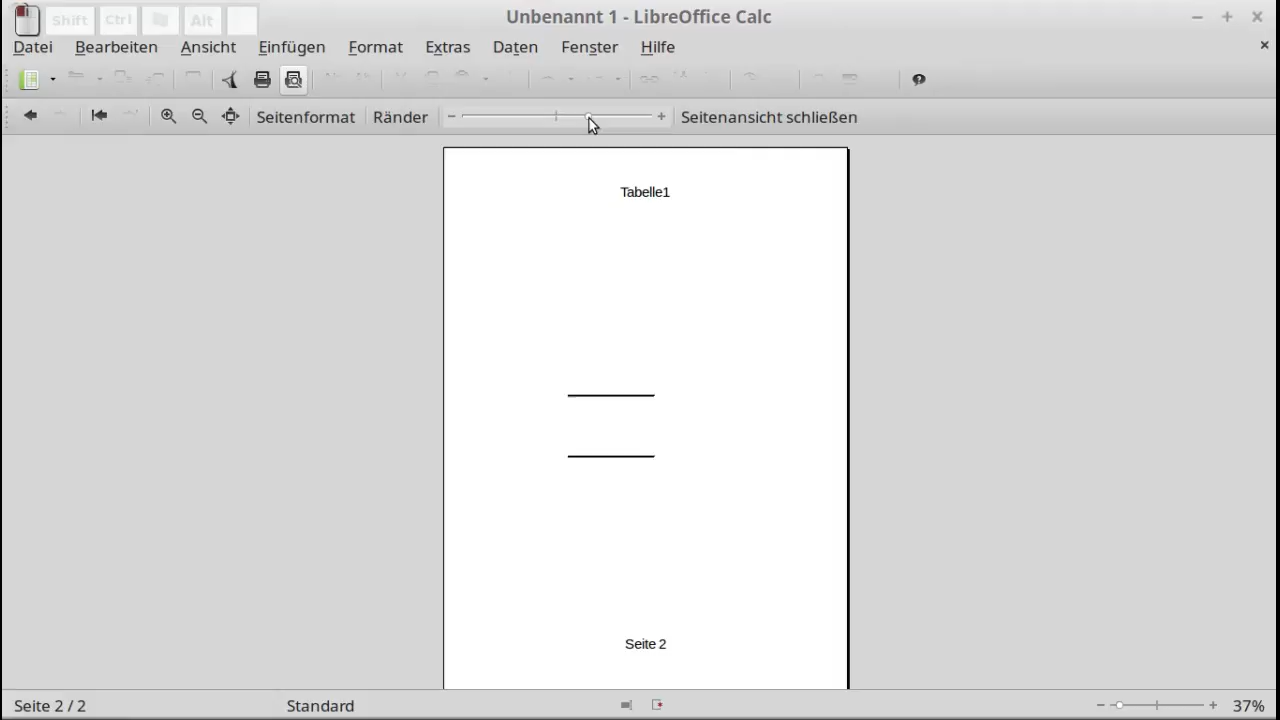 Shift Ctrl Alt
Unbenannt 1 - LibreOffice Calc
Datei Bearbeiten Ansicht Einfügen Format Extras Daten Fenster Hilfe
Seitenformat Ränder Seitenansicht schließen
Tabelle1
Seite 2
Seite 2 / 2 Standard 37%